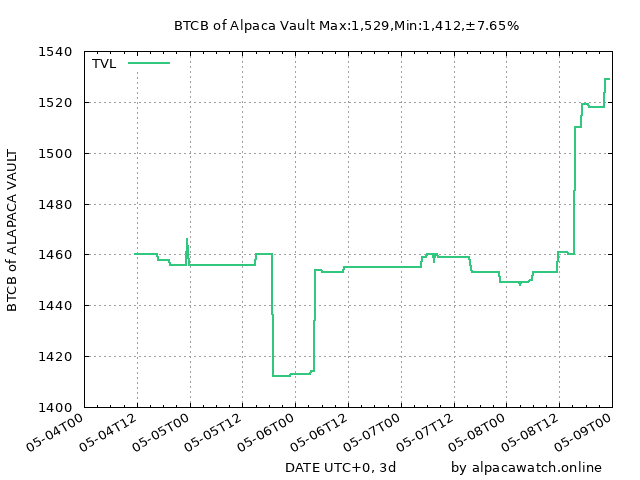 BTCB of Alpaca Vault Max:1,529,Min:1,412,±7.65%
TVL
BTCB of ALAPACA VAULT
1540
1520
1500
1480
1460
1440
1420
1400
05-04T00
05-04T12
05-05T00
05-05T12
05-06T00
05-06T12
05-07T00
05-07T12
05-08T00
05-08T12
05-09T00
DATE UTC+0, 3d
by alpacawatch.online